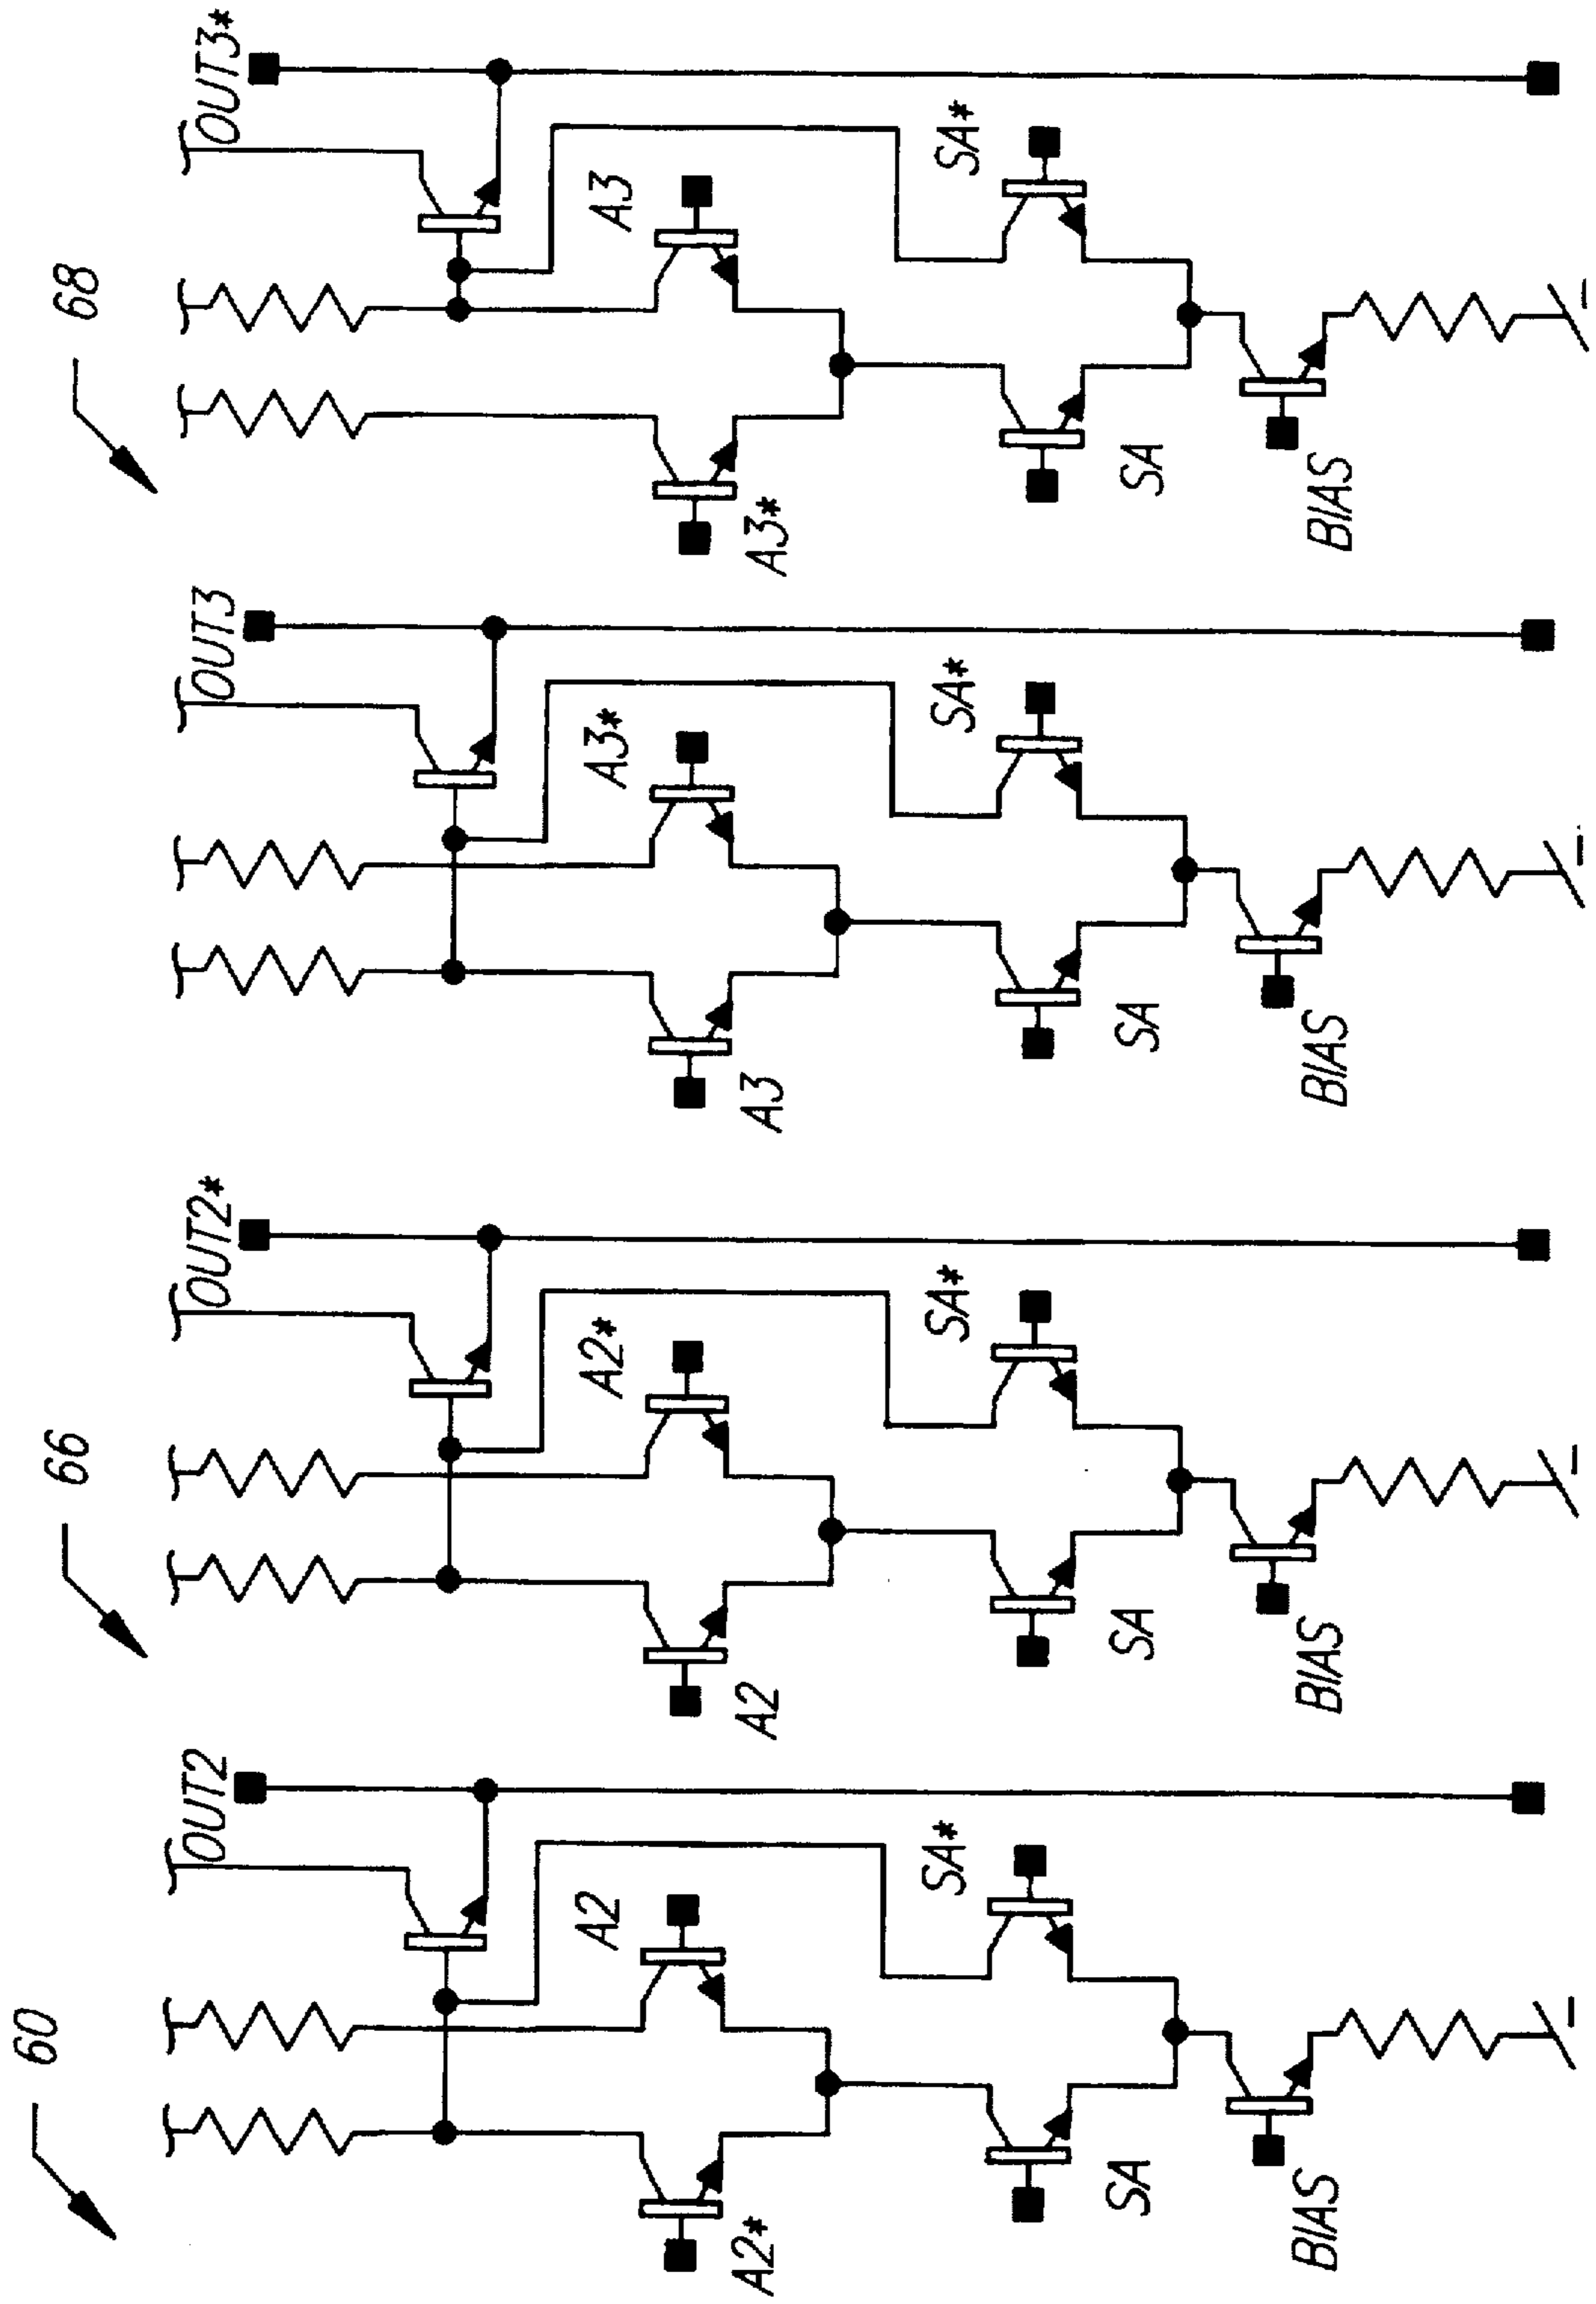 60
66
68
OUT2
OUT2*
OUT3
OUT3*
A2*
A2
A2
A2*
A3
A3*
A3*
A3
SA
SA*
SA
SA*
SA
SA*
SA
SA*
BIAS
BIAS
BIAS
BIAS